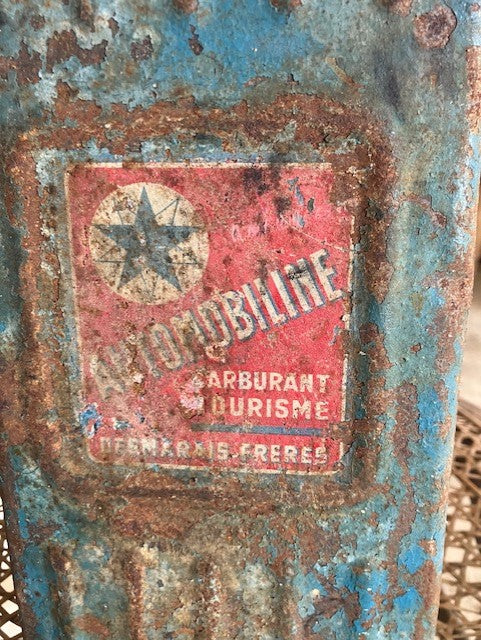 AUTOMOBILINE
CARBURANT
TOURISME
DESMARAIS-FRERES